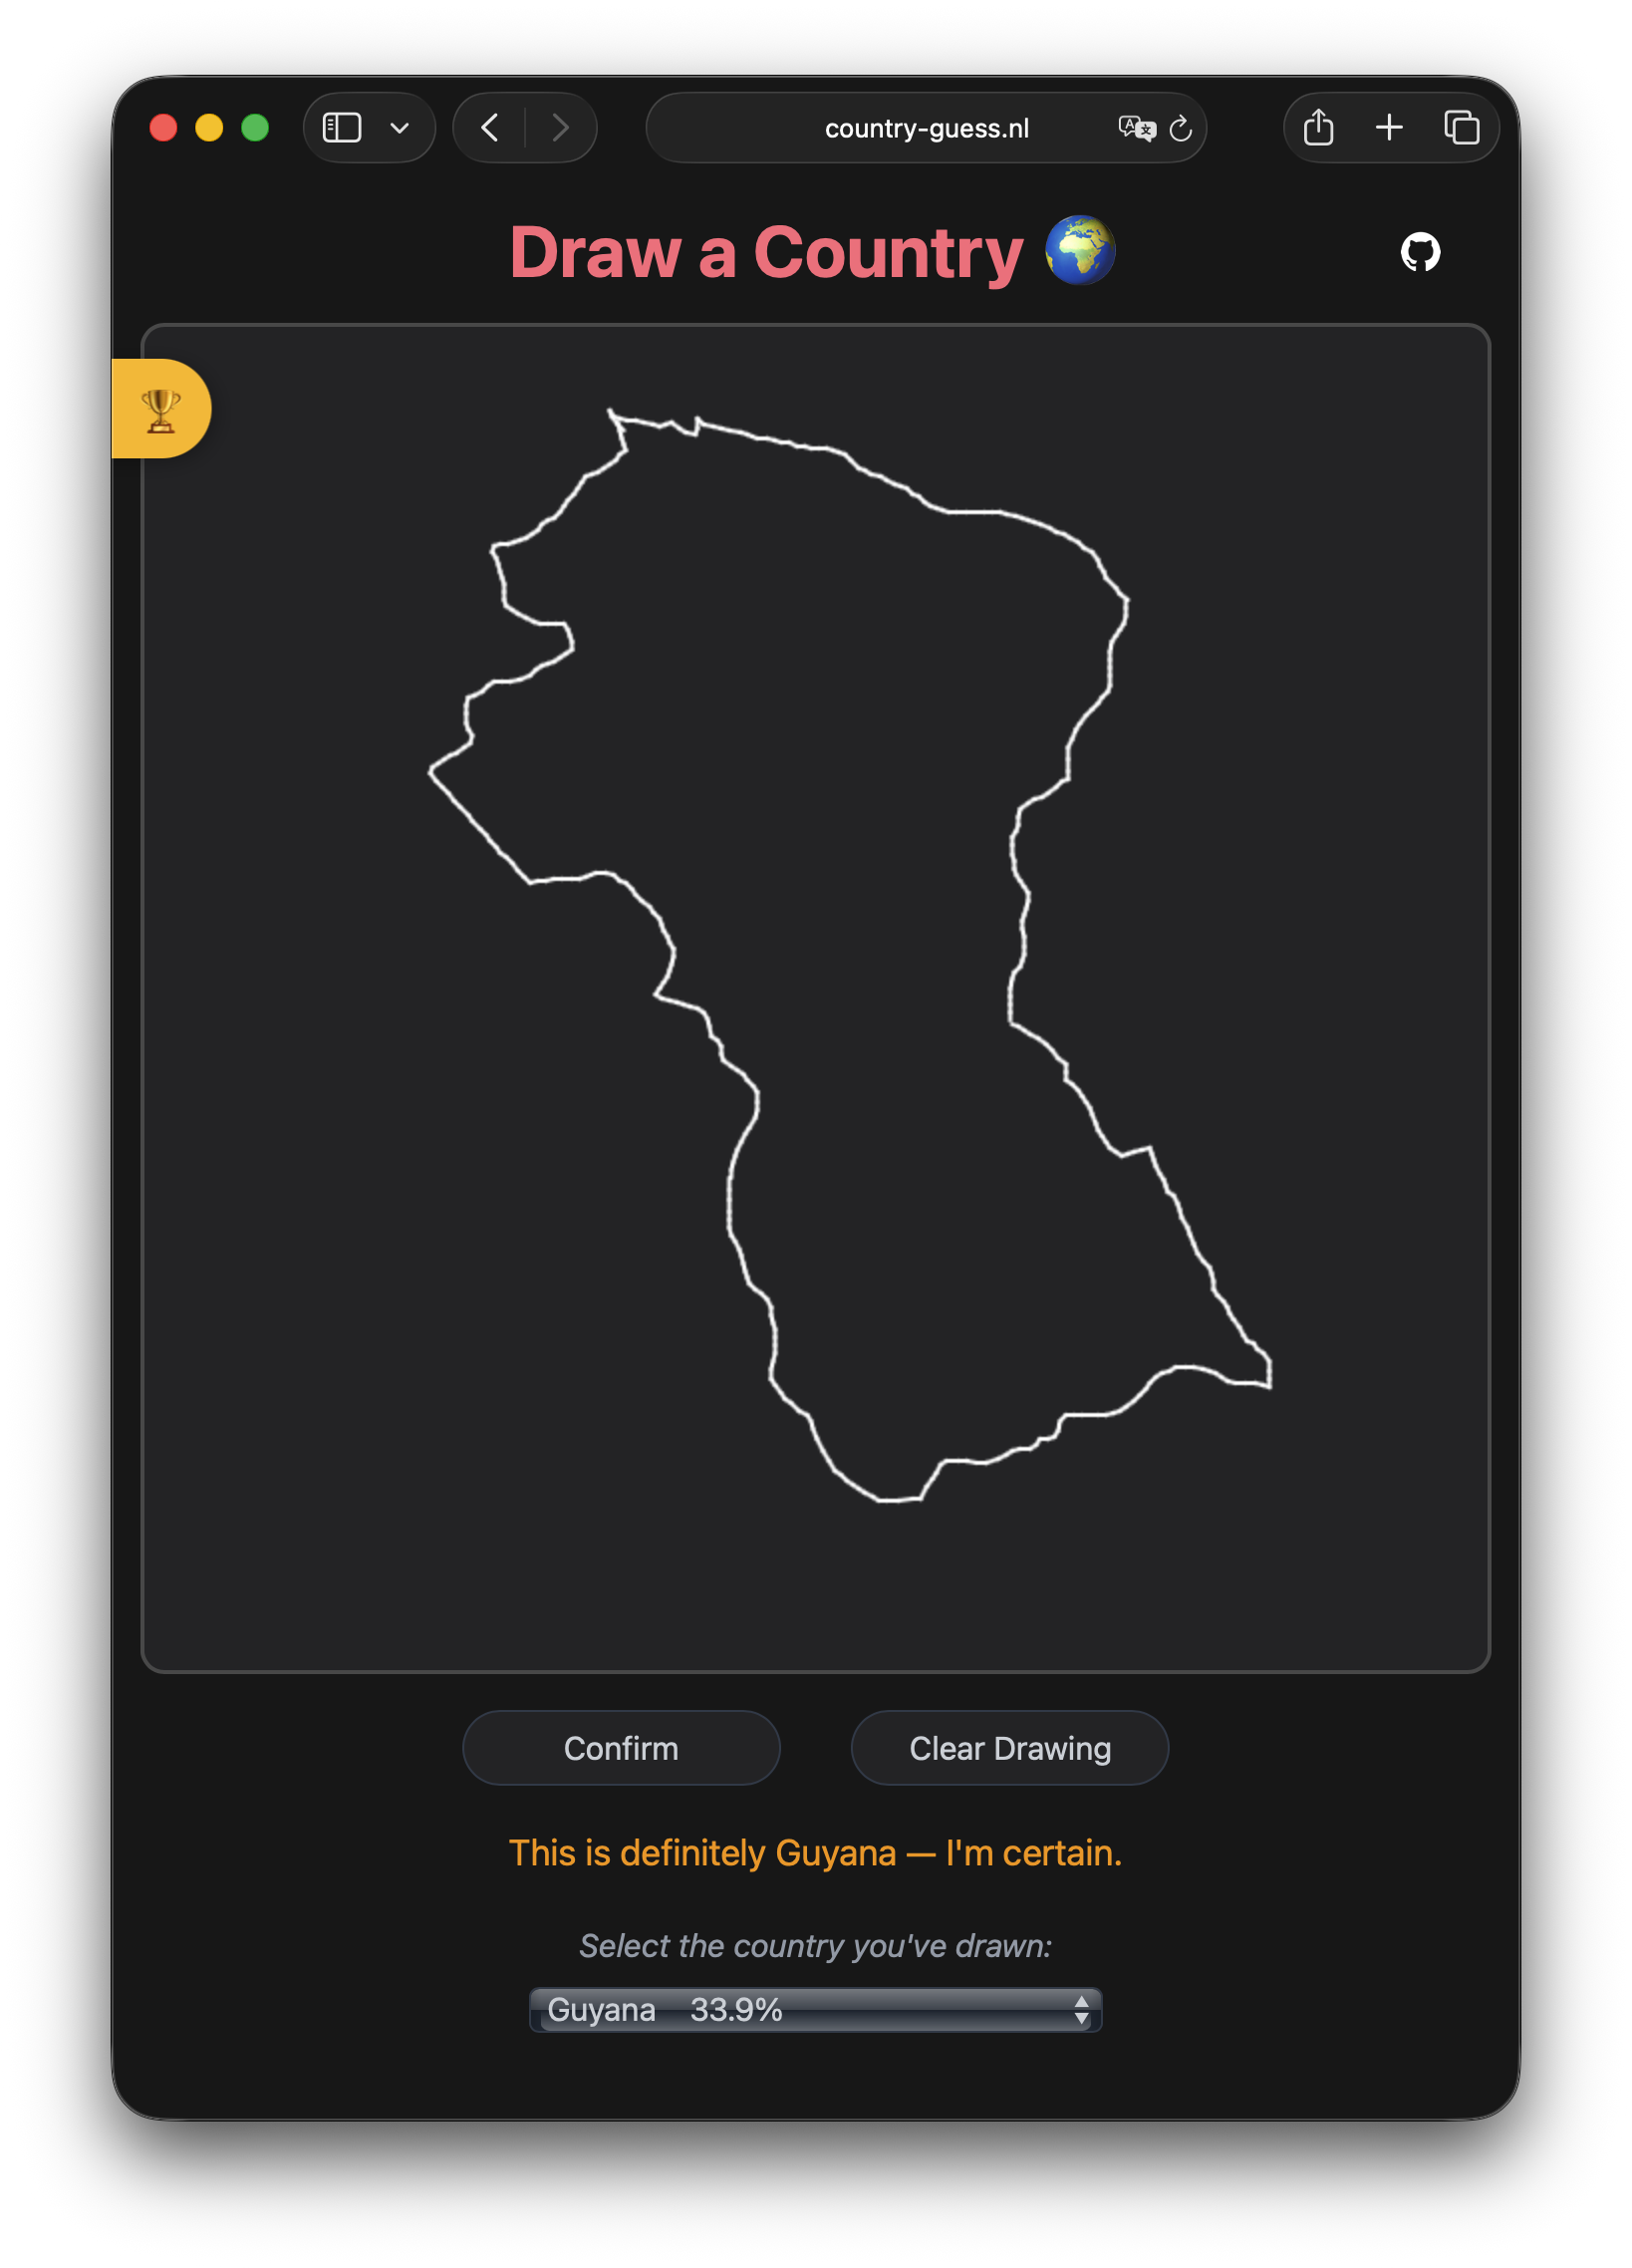 country-guess.nl
Draw a Country
Confirm
Clear Drawing
This is definitely Guyana — I'm certain.
Select the country you've drawn:
Guyana 33.9%